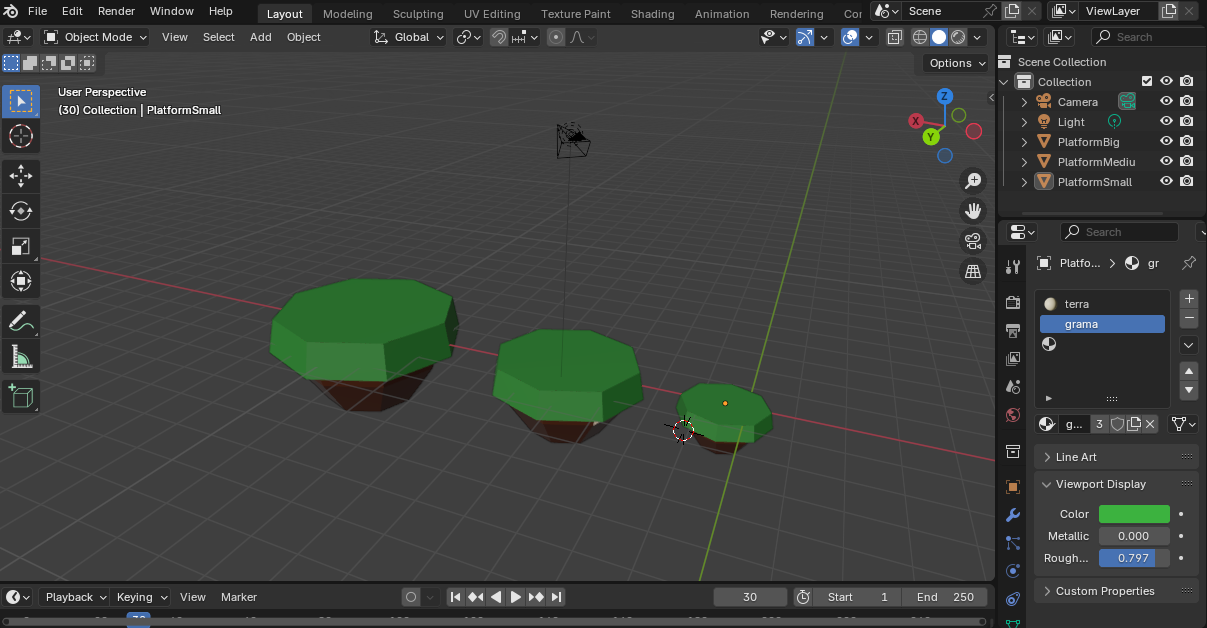 File Edit Render Window Help Layout Modeling Sculpting UV Editing Texture Paint Shading Animation Rendering Scene ViewLayer
Object Mode View Select Add Object Global Search
Options
User Perspective
(30) Collection | PlatformSmall
Z
X
Y
Scene Collection
Collection
Camera
Light
PlatformBig
PlatformMediu
PlatformSmall
Search
Platfo... gr
terra
grama
g... 3
Line Art
Viewport Display
Color
Metallic 0.000
Rough... 0.797
Custom Properties
Playback Keying View Marker 30 Start 1 End 250